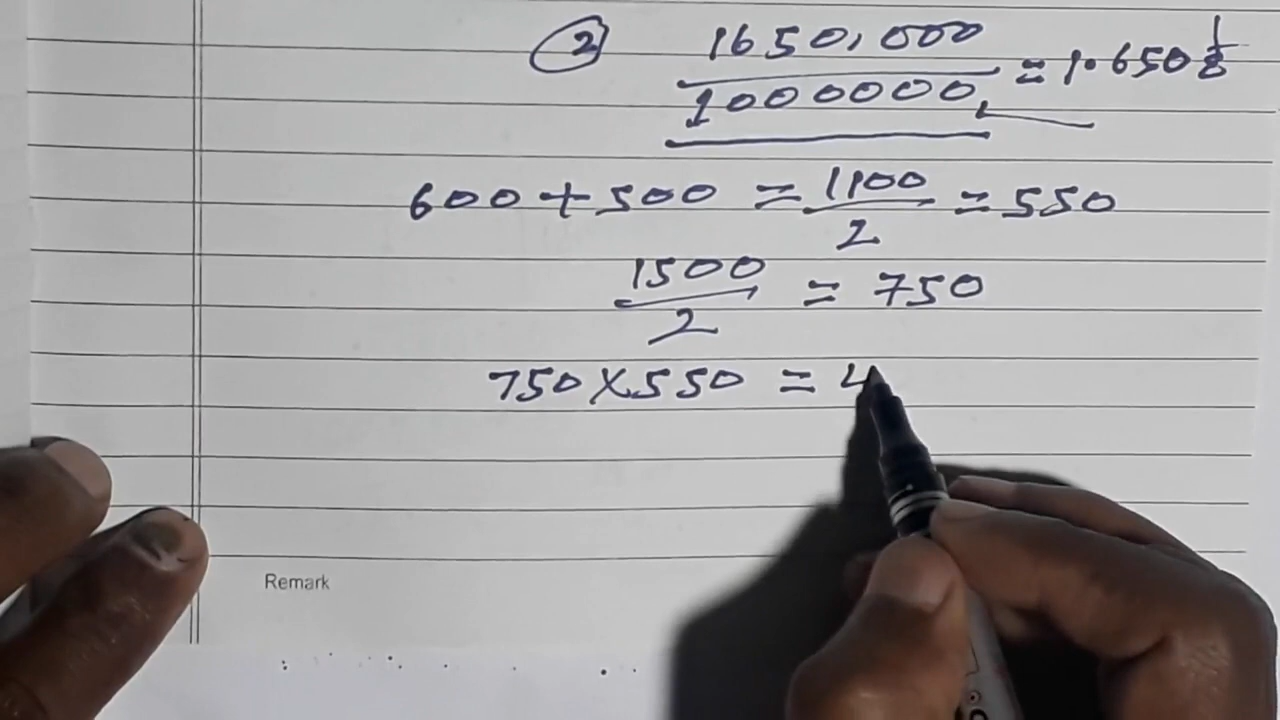 ② 1650,000 / 1000000 = 1.650
600 + 500 = 1100 / 2 = 550
1500 / 2 = 750
750 × 550 = 4
Remark